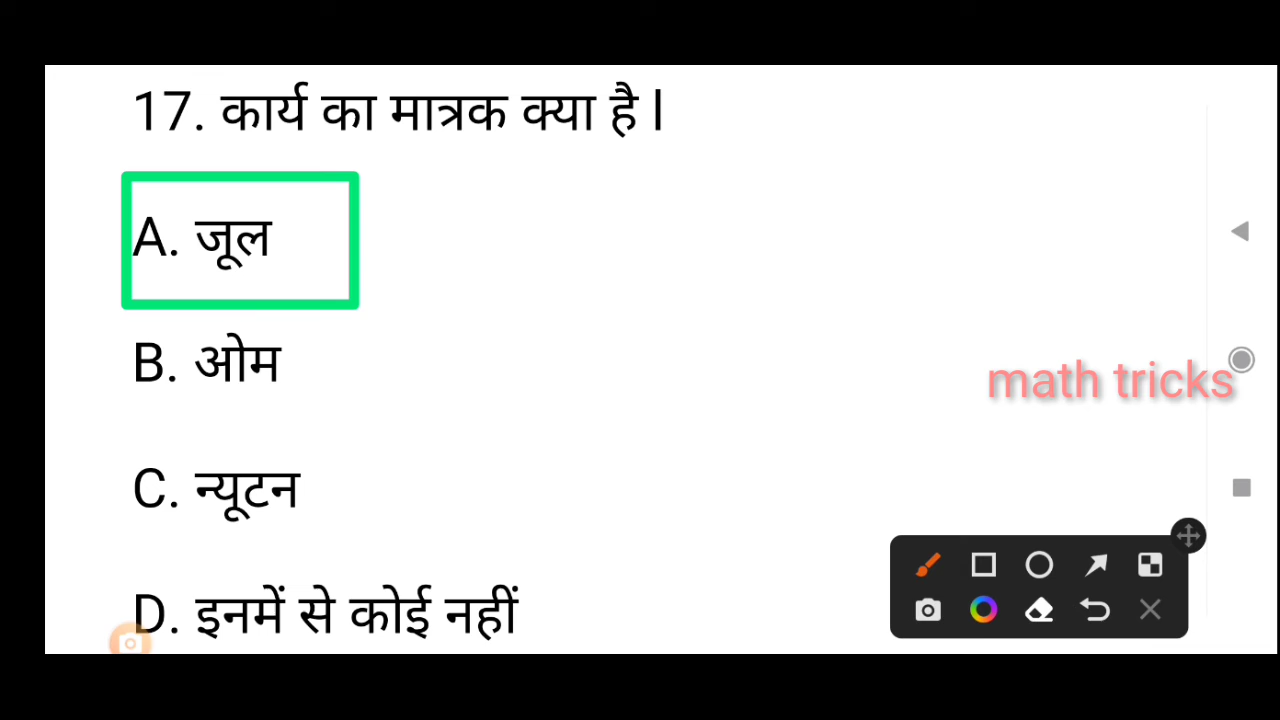 17. कार्य का मात्रक क्या है l
A. जूल
B. ओम
math tricks
C. न्यूटन
D. इनमें से कोई नहीं